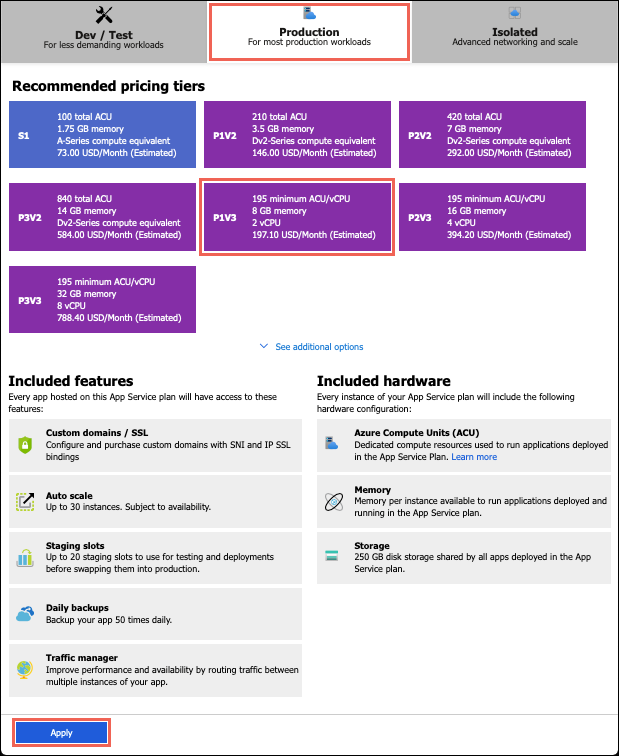 Dev / Test
For less demanding workloads
Production
For most production workloads
Isolated
Advanced networking and scale
Recommended pricing tiers
S1
100 total ACU
1.75 GB memory
A-Series compute equivalent
73.00 USD/Month (Estimated)
P1V2
210 total ACU
3.5 GB memory
Dv2-Series compute equivalent
146.00 USD/Month (Estimated)
P2V2
420 total ACU
7 GB memory
Dv2-Series compute equivalent
292.00 USD/Month (Estimated)
P3V2
840 total ACU
14 GB memory
Dv2-Series compute equivalent
584.00 USD/Month (Estimated)
P1V3
195 minimum ACU/vCPU
8 GB memory
2 vCPU
197.10 USD/Month (Estimated)
P2V3
195 minimum ACU/vCPU
16 GB memory
4 vCPU
394.20 USD/Month (Estimated)
P3V3
195 minimum ACU/vCPU
32 GB memory
8 vCPU
788.40 USD/Month (Estimated)
See additional options
Included features
Every app hosted on this App Service plan will have access to these
features:
Custom domains / SSL
Configure and purchase custom domains with SNI and IP SSL
bindings
Auto scale
Up to 30 instances. Subject to availability.
Staging slots
Up to 20 staging slots to use for testing and deployments
before swapping them into production.
Daily backups
Backup your app 50 times daily.
Traffic manager
Improve performance and availability by routing traffic between
multiple instances of your app.
Included hardware
Every instance of your App Service plan will include the following
hardware configuration:
Azure Compute Units (ACU)
Dedicated compute resources used to run applications deployed
in the App Service Plan. Learn more
Memory
Memory per instance available to run applications deployed and
running in the App Service plan.
Storage
250 GB disk storage shared by all apps deployed in the App
Service plan.
Apply